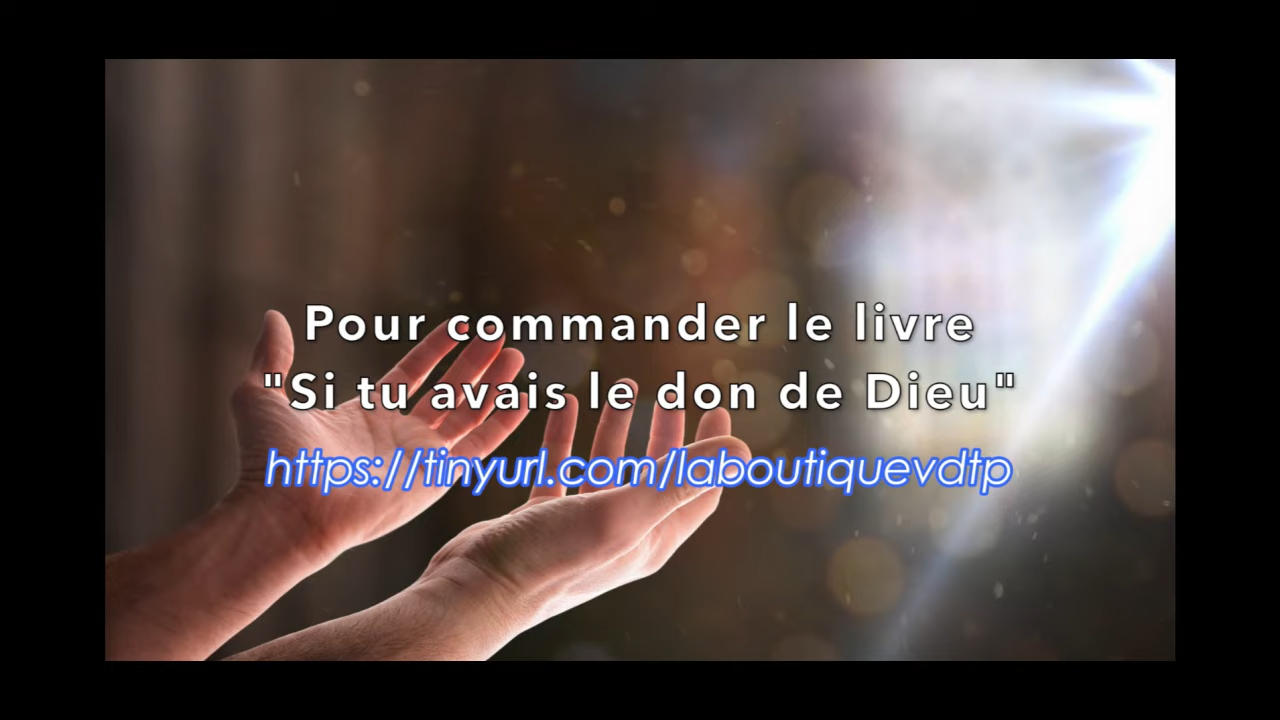 Pour commander le livre
"Si tu avais le don de Dieu"
https://tinyurl.com/laboutiquevdtp